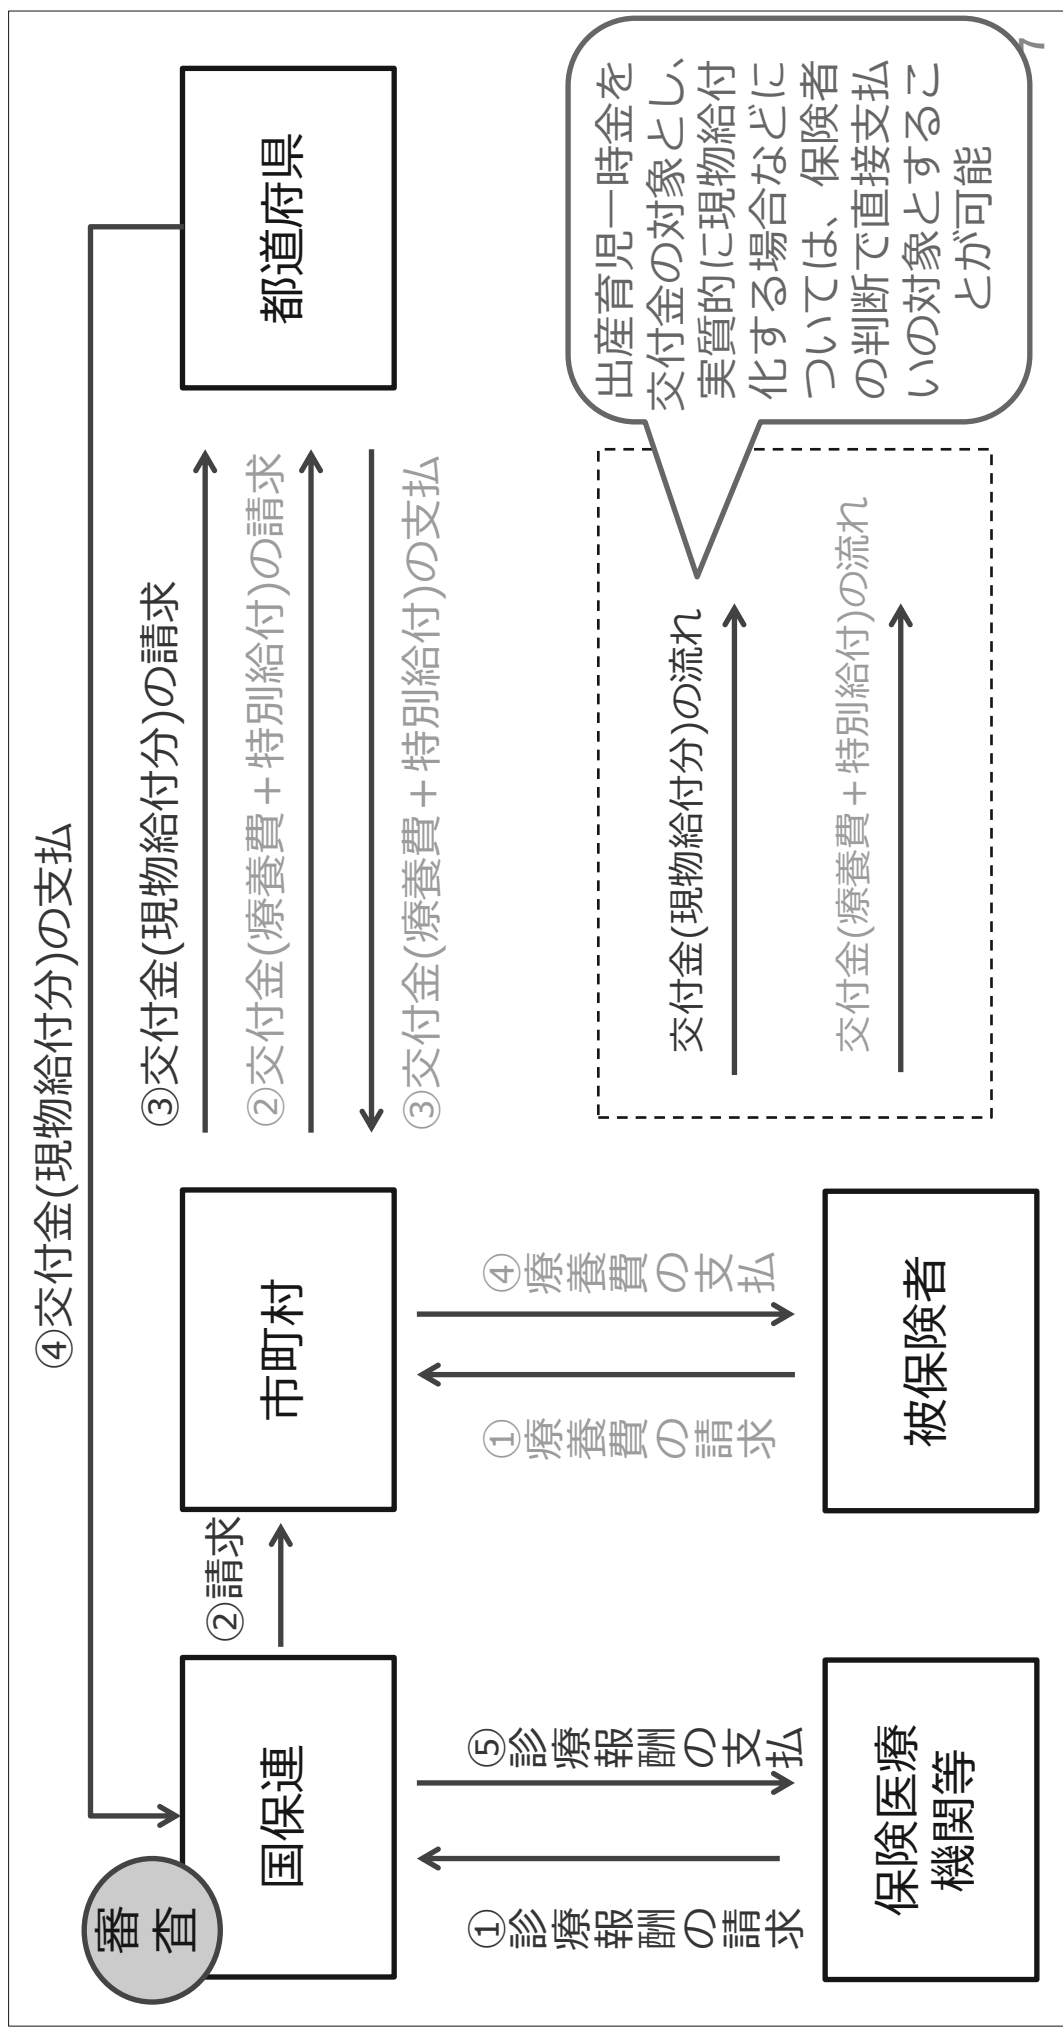 ④交付金(現物給付分)の支払
審
査
国保連
②請求
市町村
③交付金(現物給付分)の請求
②交付金(療養費+特別給付)の請求
③交付金(療養費+特別給付)の支払
都道府県
①診療報酬の請求
⑤診療報酬の支払
①療養費の請求
④療養費の支払
保険医療
機関等
被保険者
交付金(現物給付分)の流れ
交付金(療養費+特別給付)の流れ
出産育児一時金を
交付金の対象とし、
実質的に現物給付
化する場合などに
ついては、保険者
の判断で直接支払
いの対象とするこ
とが可能
7